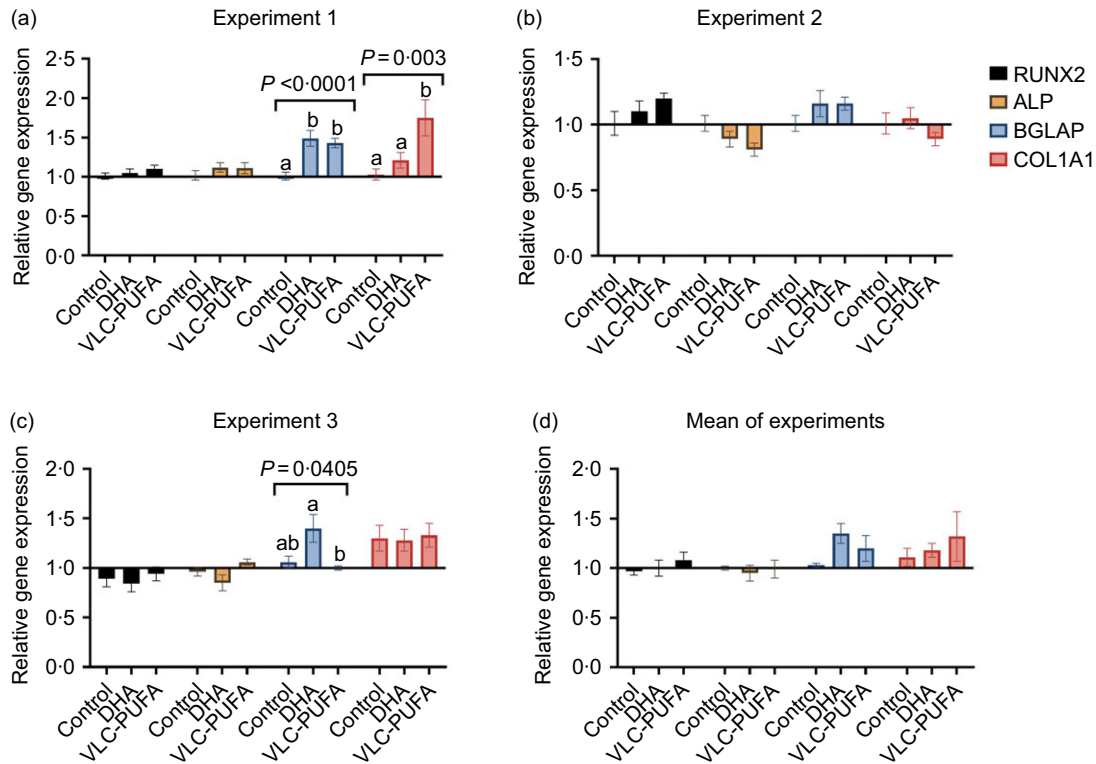 (a)
Experiment 1
Relative gene expression
2·5
2·0
1·5
1·0
0·5
0·0
P <0·0001
P = 0·003
a
b
b
a
a
b
Control
DHA
VLC-PUFA
Control
DHA
VLC-PUFA
Control
DHA
VLC-PUFA
Control
DHA
VLC-PUFA
(b)
Experiment 2
Relative gene expression
1·5
1·0
0·5
0·0
Control
DHA
VLC-PUFA
Control
DHA
VLC-PUFA
Control
DHA
VLC-PUFA
Control
DHA
VLC-PUFA
RUNX2
ALP
BGLAP
COL1A1
(c)
Experiment 3
Relative gene expression
2·0
1·5
1·0
0·5
0·0
P = 0·0405
ab
a
b
Control
DHA
VLC-PUFA
Control
DHA
VLC-PUFA
Control
DHA
VLC-PUFA
Control
DHA
VLC-PUFA
(d)
Mean of experiments
Relative gene expression
2·0
1·5
1·0
0·5
0·0
Control
DHA
VLC-PUFA
Control
DHA
VLC-PUFA
Control
DHA
VLC-PUFA
Control
DHA
VLC-PUFA